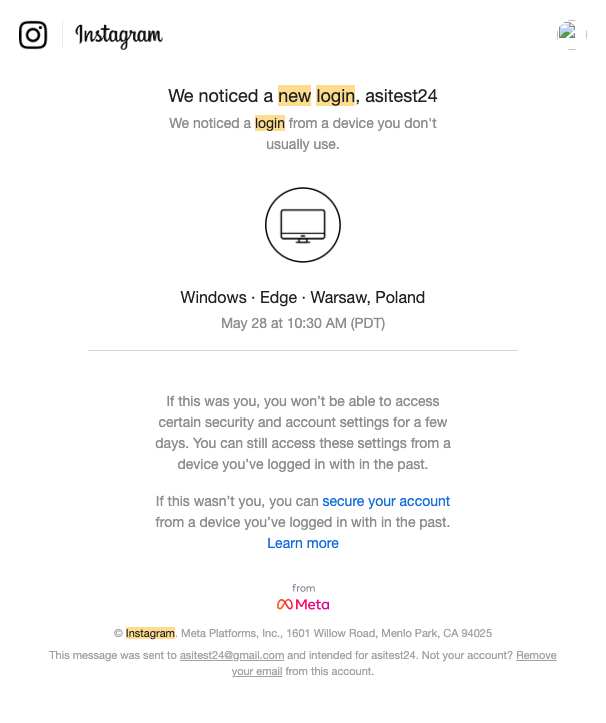 Instagram
We noticed a new login, asitest24
We noticed a login from a device you don't
usually use.
Windows · Edge · Warsaw, Poland
May 28 at 10:30 AM (PDT)
If this was you, you won’t be able to access
certain security and account settings for a few
days. You can still access these settings from a
device you’ve logged in with in the past.
If this wasn’t you, you can secure your account
from a device you’ve logged in with in the past.
Learn more
from
Meta
© Instagram. Meta Platforms, Inc., 1601 Willow Road, Menlo Park, CA 94025
This message was sent to asitest24@gmail.com and intended for asitest24. Not your account? Remove
your email from this account.